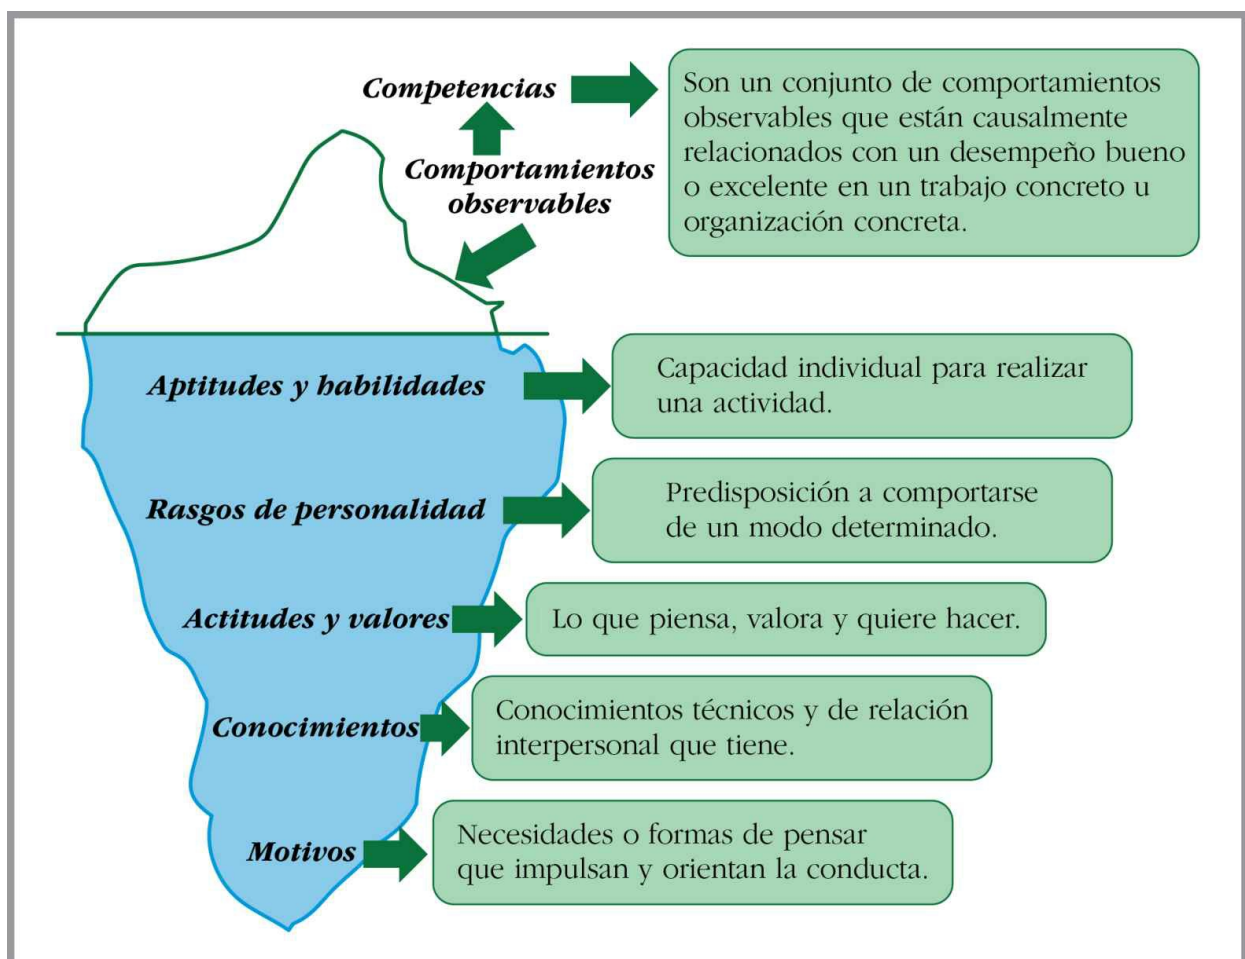 Competencias
Son un conjunto de comportamientos
observables que están causalmente
relacionados con un desempeño bueno
o excelente en un trabajo concreto u
organización concreta.
Comportamientos
observables
Aptitudes y habilidades
Capacidad individual para realizar
una actividad.
Rasgos de personalidad
Predisposición a comportarse
de un modo determinado.
Actitudes y valores
Lo que piensa, valora y quiere hacer.
Conocimientos
Conocimientos técnicos y de relación
interpersonal que tiene.
Motivos
Necesidades o formas de pensar
que impulsan y orientan la conducta.